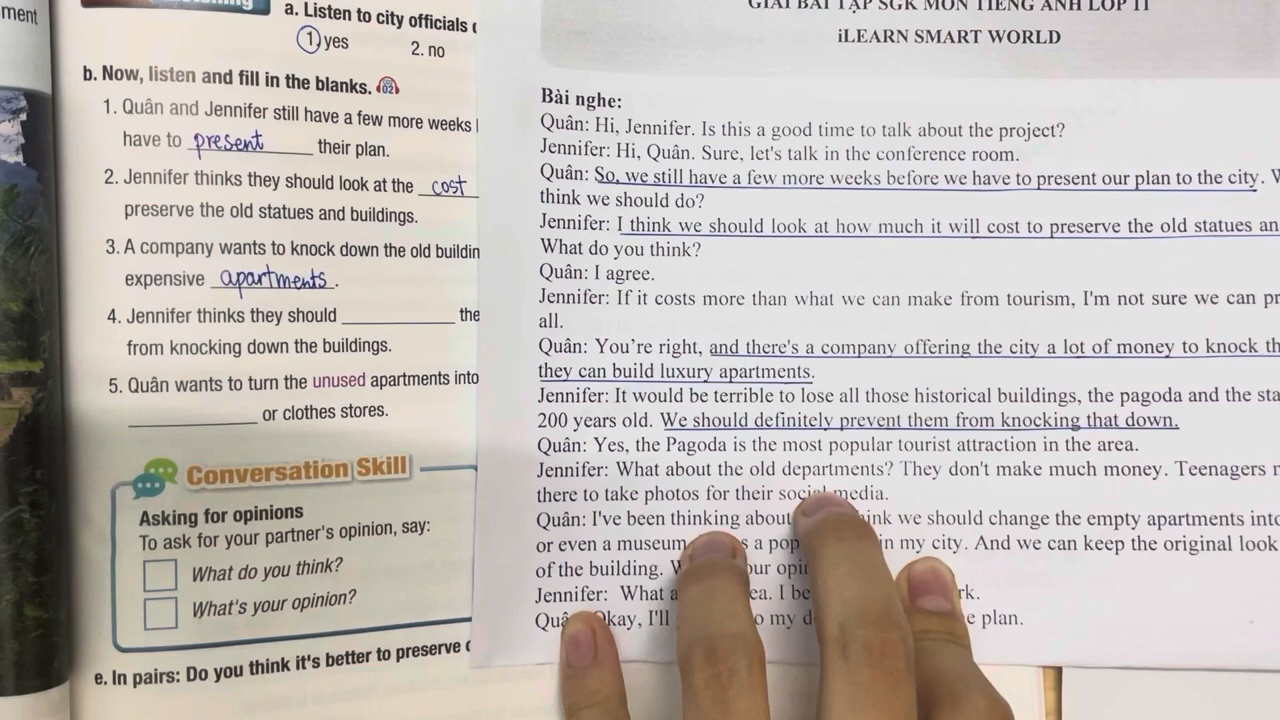 ment
a. Listen to city officials
1. yes
2. no
b. Now, listen and fill in the blanks.
02
1. Quân and Jennifer still have a few more weeks
have to present their plan.
2. Jennifer thinks they should look at the cost
preserve the old statues and buildings.
3. A company wants to knock down the old buildin
expensive apartments.
4. Jennifer thinks they should ____________ the
from knocking down the buildings.
5. Quân wants to turn the unused apartments into
______________ or clothes stores.
Conversation Skill
Asking for opinions
To ask for your partner's opinion, say:
What do you think?
What's your opinion?
e. In pairs: Do you think it's better to preserve
GIẢI BÀI TẬP SGK MÔN TIẾNG ANH LỚP 11
iLEARN SMART WORLD
Bài nghe:
Quân: Hi, Jennifer. Is this a good time to talk about the project?
Jennifer: Hi, Quân. Sure, let's talk in the conference room.
Quân: So, we still have a few more weeks before we have to present our plan to the city.
think we should do?
Jennifer: I think we should look at how much it will cost to preserve the old statues an
What do you think?
Quân: I agree.
Jennifer: If it costs more than what we can make from tourism, I'm not sure we can pr
all.
Quân: You're right, and there's a company offering the city a lot of money to knock th
they can build luxury apartments.
Jennifer: It would be terrible to lose all those historical buildings, the pagoda and the sta
200 years old. We should definitely prevent them from knocking that down.
Quân: Yes, the Pagoda is the most popular tourist attraction in the area.
Jennifer: What about the old departments? They don't make much money. Teenagers
there to take photos for their social media.
Quân: I've been thinking about we should change the empty apartments into
or even a museum a pop in my city. And we can keep the original look
of the building. our opin
Jennifer: What a ea. I be rk.
Quâ Okay, I'll o my d e plan.